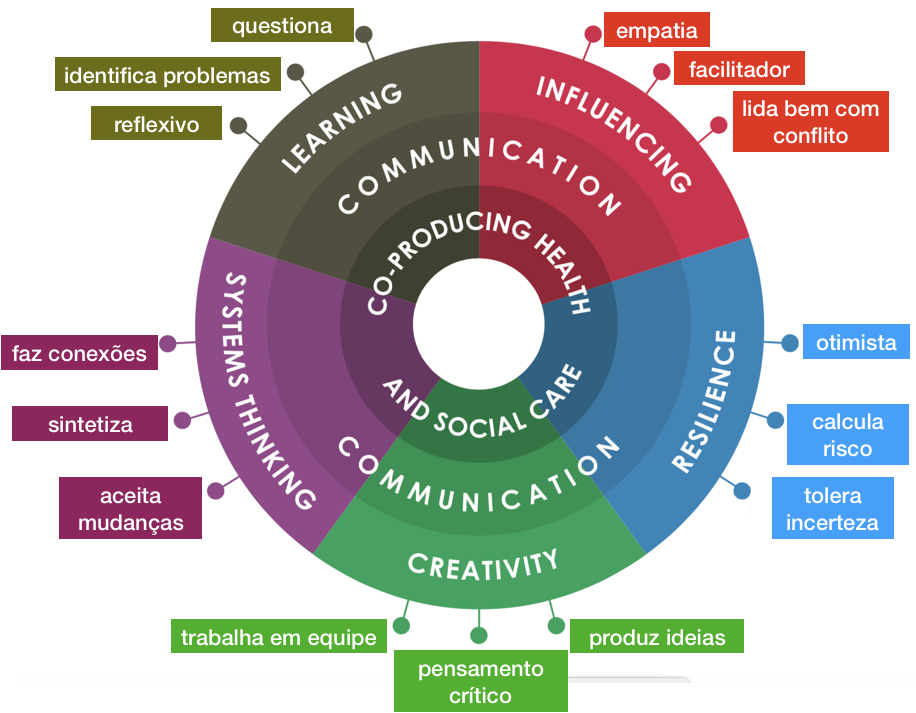 questiona
identifica problemas
reflexivo
empatia
facilitador
lida bem com
conflito
LEARNING
INFLUENCING
COMMUNICATION
CO-PRODUCING HEALTH
AND SOCIAL CARE
COMMUNICATION
SYSTEMS THINKING
RESILIENCE
CREATIVITY
faz conexões
sintetiza
aceita
mudanças
otimista
calcula
risco
tolera
incerteza
trabalha em equipe
pensamento
crítico
produz ideias